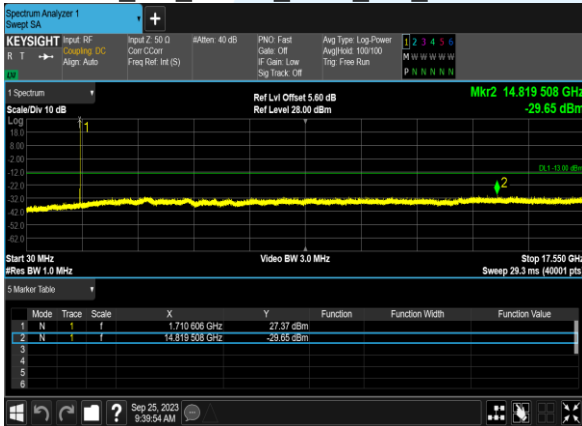 Spectrum Analyzer 1
Swept SA
+
KEYSIGHT Input: RF Input Z: 50 Ω #Atten: 40 dB PNO: Fast Avg Type: Log-Power 1 2 3 4 5 6
R T Coupling: DC Corr CCorr Gate: Off Avg|Hold: 100/100 M W W W W W
Align: Auto Freq Ref: Int (S) IF Gain: Low Trig: Free Run
Sig Track: Off P N N N N N
1 Spectrum Ref Lvl Offset 5.60 dB Mkr2 14.819 508 GHz
Scale/Div 10 dB Ref Level 28.00 dBm -29.65 dBm
Log
18.0 1
8.00
-2.00
-12.0 DL1 -13.00 dBm
-22.0 2
-32.0
-42.0
-52.0
-62.0
Start 30 MHz Video BW 3.0 MHz Stop 17.550 GHz
#Res BW 1.0 MHz Sweep 29.3 ms (40001 pts)
5 Marker Table
Mode Trace Scale X Y Function Function Width Function Value
1 N 1 f 1.710 606 GHz 27.37 dBm
2 N 1 f 14.819 508 GHz -29.65 dBm
3
4
5
6
? Sep 25, 2023
9:39:54 AM